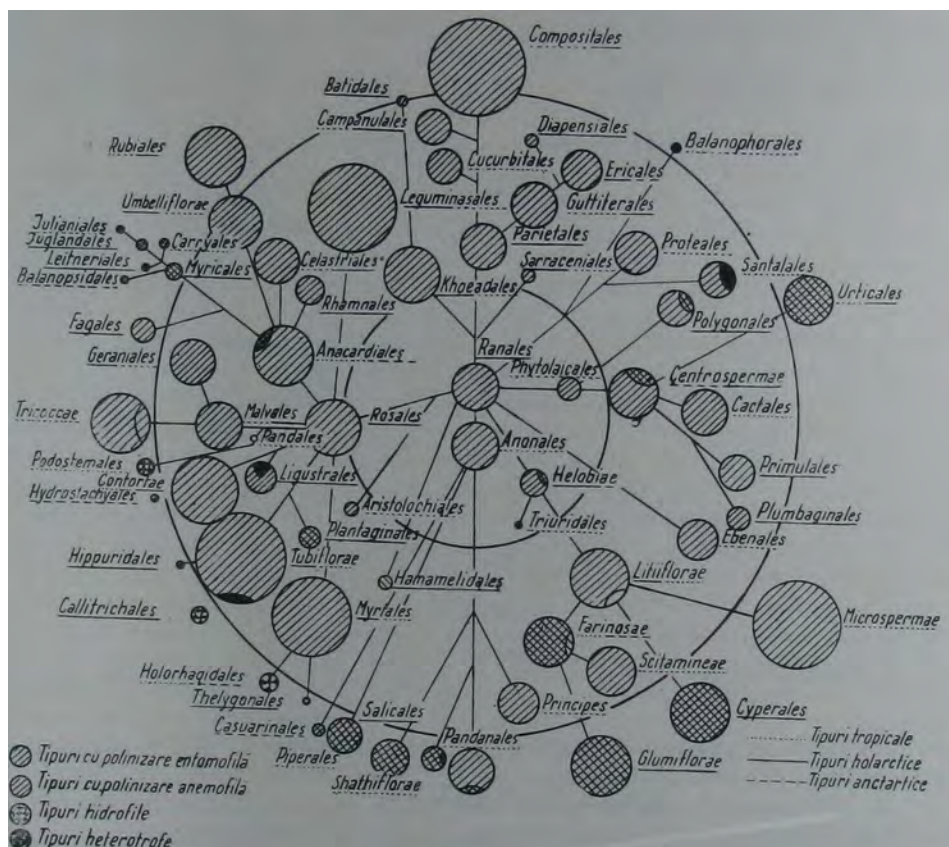 Compositales
Batidales
Campanulales
Diapensiales
Balanophorales
Rubiales
Cucurbitales
Ericales
Umbelliflorae
Leguminasales
Guttiferales
Julianiales
Juglandales
Carryales
Parietales
Proteales
Leitneriales
Myricales
Celastriales
Sarraceniales
Santalales
Balanopsidales
Khoeadales
Urticales
Rhamnales
Polygonales
Fagales
Geraniales
Anacardiales
Ranales
Phytolaicales
Centrospermae
Tricoccae
Malvales
Rosales
Cactales
Pandales
Anonales
Podostemales
Contortae
Ligustrales
Helobiae
Primulales
Hydrostachyales
Aristolochiales
Triuridales
Plumbaginales
Plantaginales
Ebenales
Hippuridales
Tubiflorae
Hamamelidales
Liliiflorae
Callitrichales
Myrtales
Microspermae
Farinosae
Scitamineae
Holorhagidales
Thelygonales
Salicales
Principes
Cyperales
Casuarinales
Pandanales
Piperales
Shathiflorae
Glumiflorae
Tipuri tropicale
Tipuri holarctice
Tipuri anctartice
Tipuri cu polinizare entomofilă
Tipuri cu polinizare anemofilă
Tipuri hidrofile
Tipuri heterotrofe